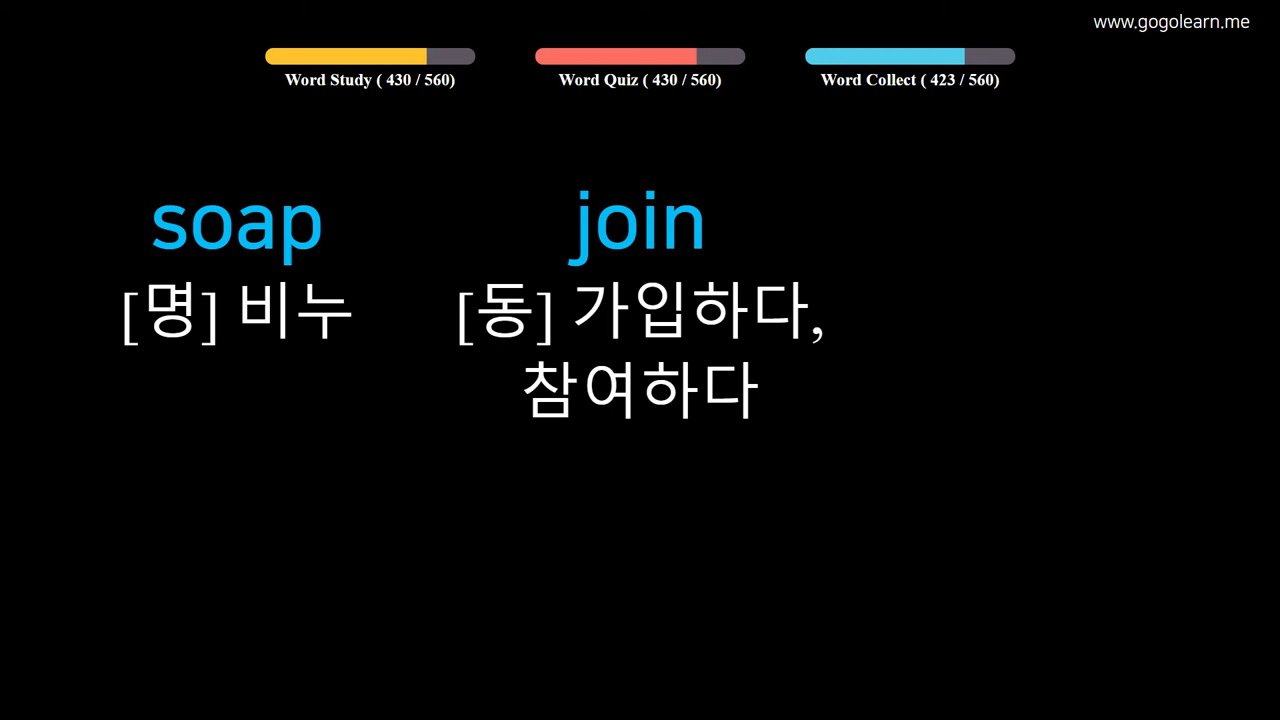 www.gogolearn.me
Word Study ( 430 / 560)
Word Quiz ( 430 / 560)
Word Collect ( 423 / 560)
soap
[명] 비누
join
[동] 가입하다,
참여하다